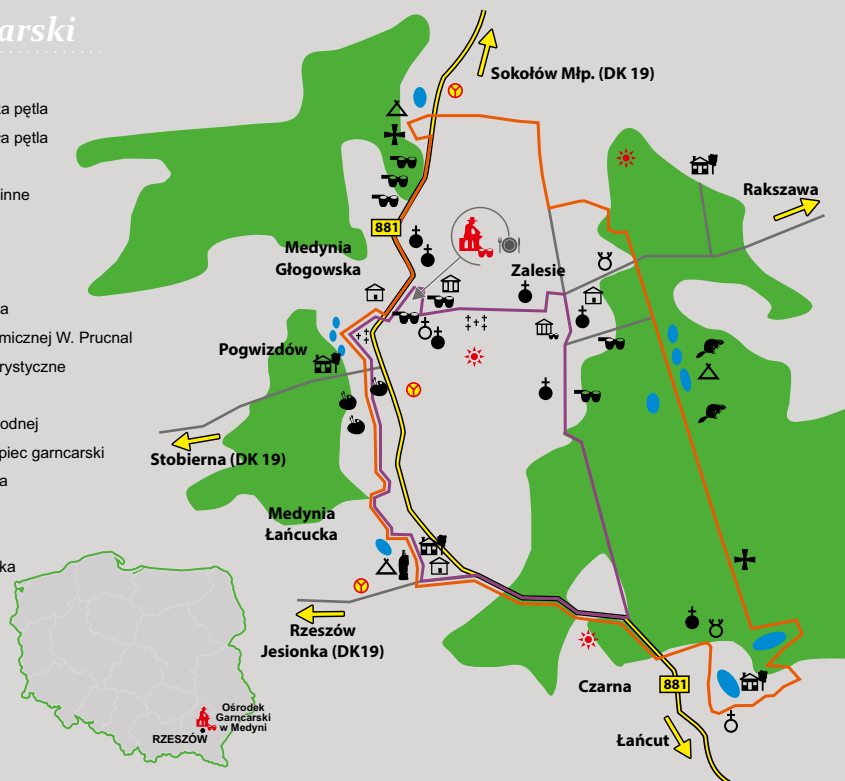 arski
a pętla
a pętla
inne
a
micznej W. Prucnal
rystyczne
odnej
piec garncarski
a
ka
Sokołów Młp. (DK 19)
Rakszawa
881
Medynia
Głogowska
Zalesie
Pogwizdów
Stobierna (DK 19)
Medynia
Łańcucka
Rzeszów
Jesionka (DK19)
Czarna
881
Łańcut
Ośrodek
Garncarski
w Medyni
RZESZÓW